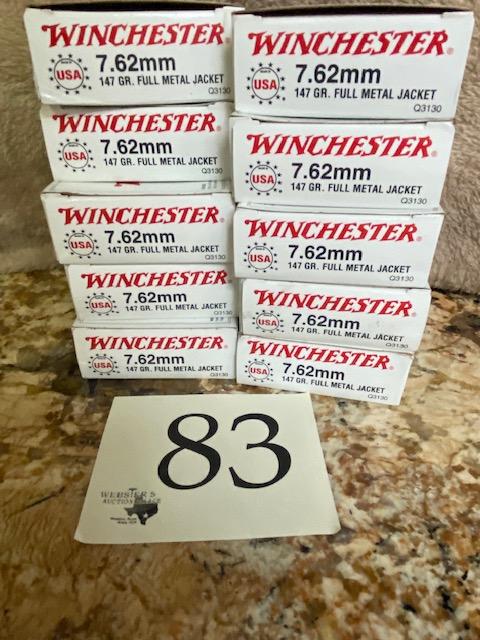 WINCHESTER®
7.62mm
USA
147 GR. FULL METAL JACKET
Q3130
WINCHESTER®
7.62mm
USA
147 GR. FULL METAL JACKET
Q3130
WINCHESTER®
7.62mm
USA
147 GR. FULL METAL JACKET
Q3130
WINCHESTER®
7.62mm
USA
147 GR. FULL METAL JACKET
Q3130
WINCHESTER®
7.62mm
USA
147 GR. FULL METAL JACKET
Q3130
WINCHESTER®
7.62mm
USA
147 GR. FULL METAL JACKET
Q3130
WINCHESTER®
7.62mm
USA
147 GR. FULL METAL JACKET
Q3130
WINCHESTER®
7.62mm
USA
147 GR. FULL METAL JACKET
Q3130
WINCHESTER®
7.62mm
USA
147 GR. FULL METAL JACKET
Q3130
WINCHESTER®
7.62mm
USA
147 GR. FULL METAL JACKET
Q3130
83
WEBSTER'S
AUCTION PALACE